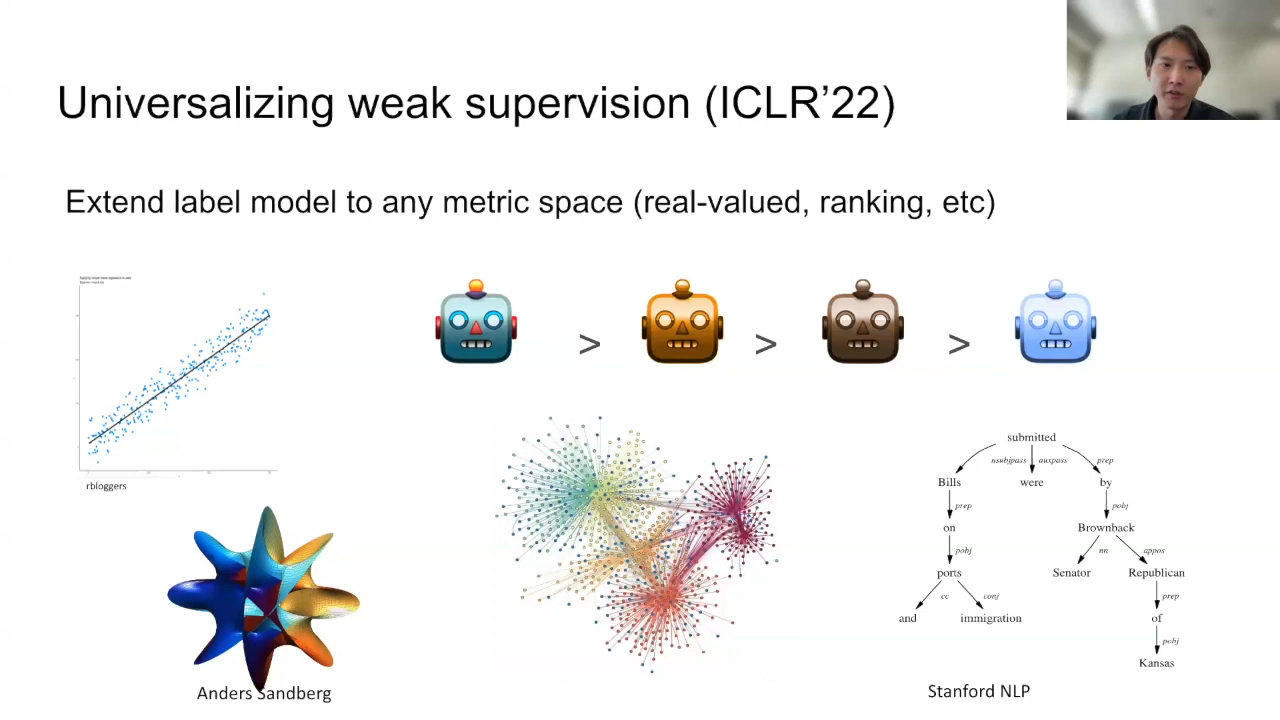 Universalizing weak supervision (ICLR’22)
Extend label model to any metric space (real-valued, ranking, etc)
> > >
rbloggers
submitted
nsubjpass auxpass prep
Bills were by
prep pobj
on Brownback
pobj nn appos
ports Senator Republican
cc conj prep
and immigration of
pobj
Kansas
Anders Sandberg
Stanford NLP